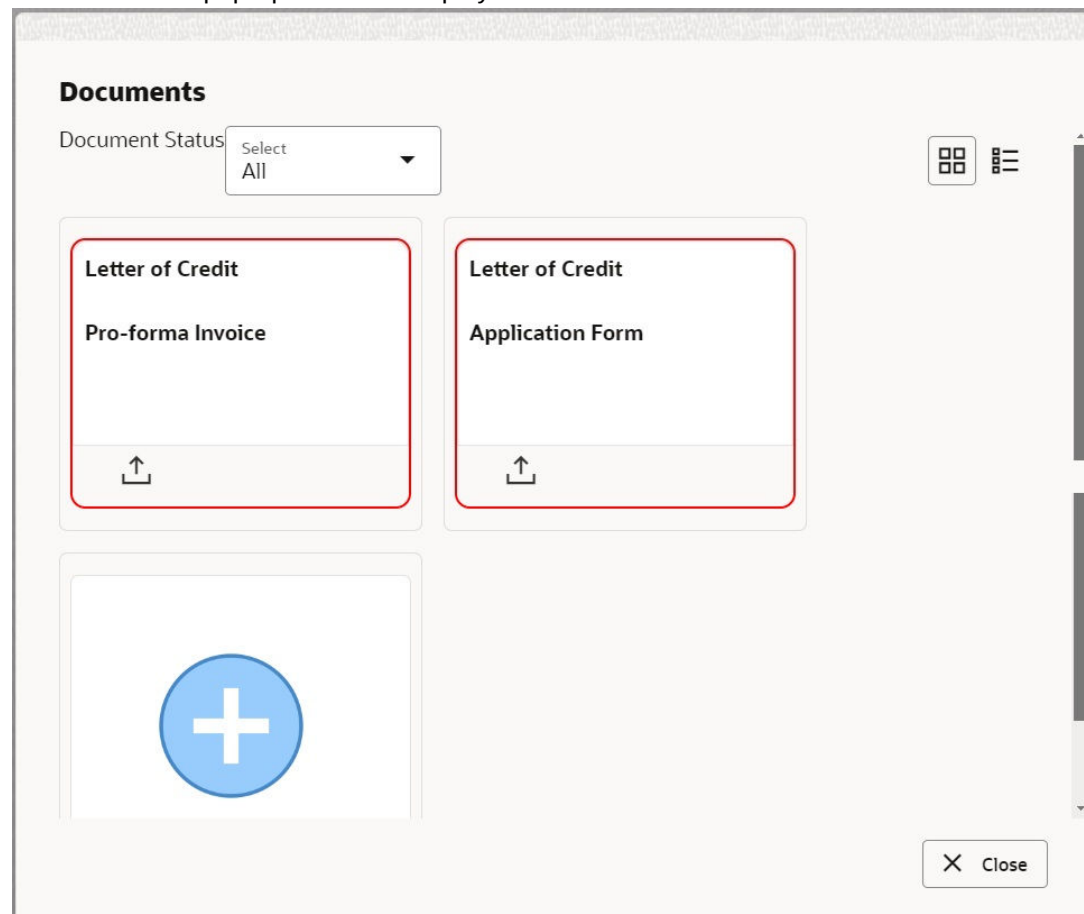 Documents
Document Status
Select
All
Letter of Credit
Pro-forma Invoice
Letter of Credit
Application Form
Close